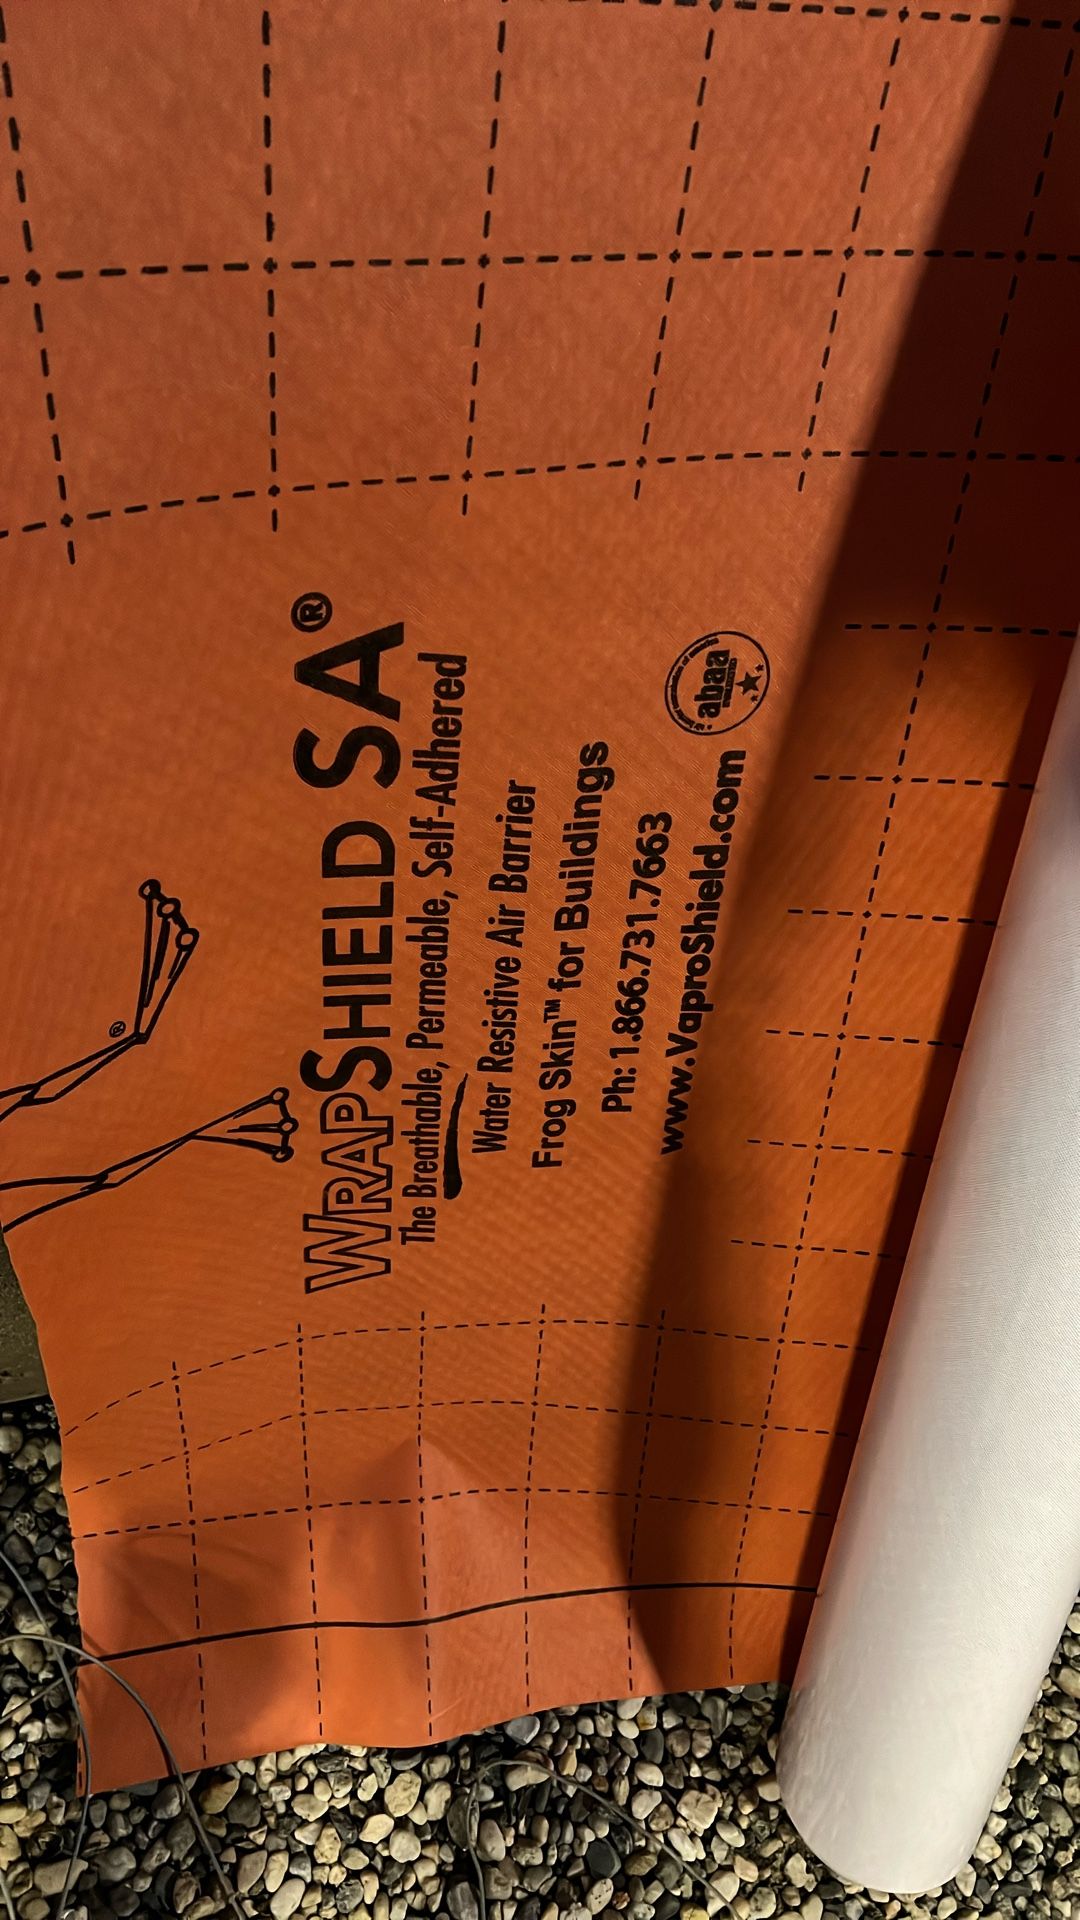 WRAPSHIELD SA®
The Breathable, Permeable, Self-Adhered
Water Resistive Air Barrier
Frog Skin™ for Buildings
Ph: 1.866.731.7663
www.VaproShield.com
abaa
®